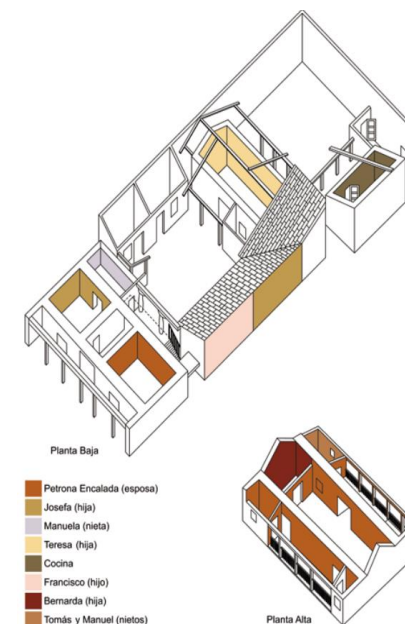 Planta Baja
Petrona Encalada (esposa)
Josefa (hija)
Manuela (nieta)
Teresa (hija)
Cocina
Francisco (hijo)
Bernarda (hija)
Tomás y Manuel (nietos)
Planta Alta